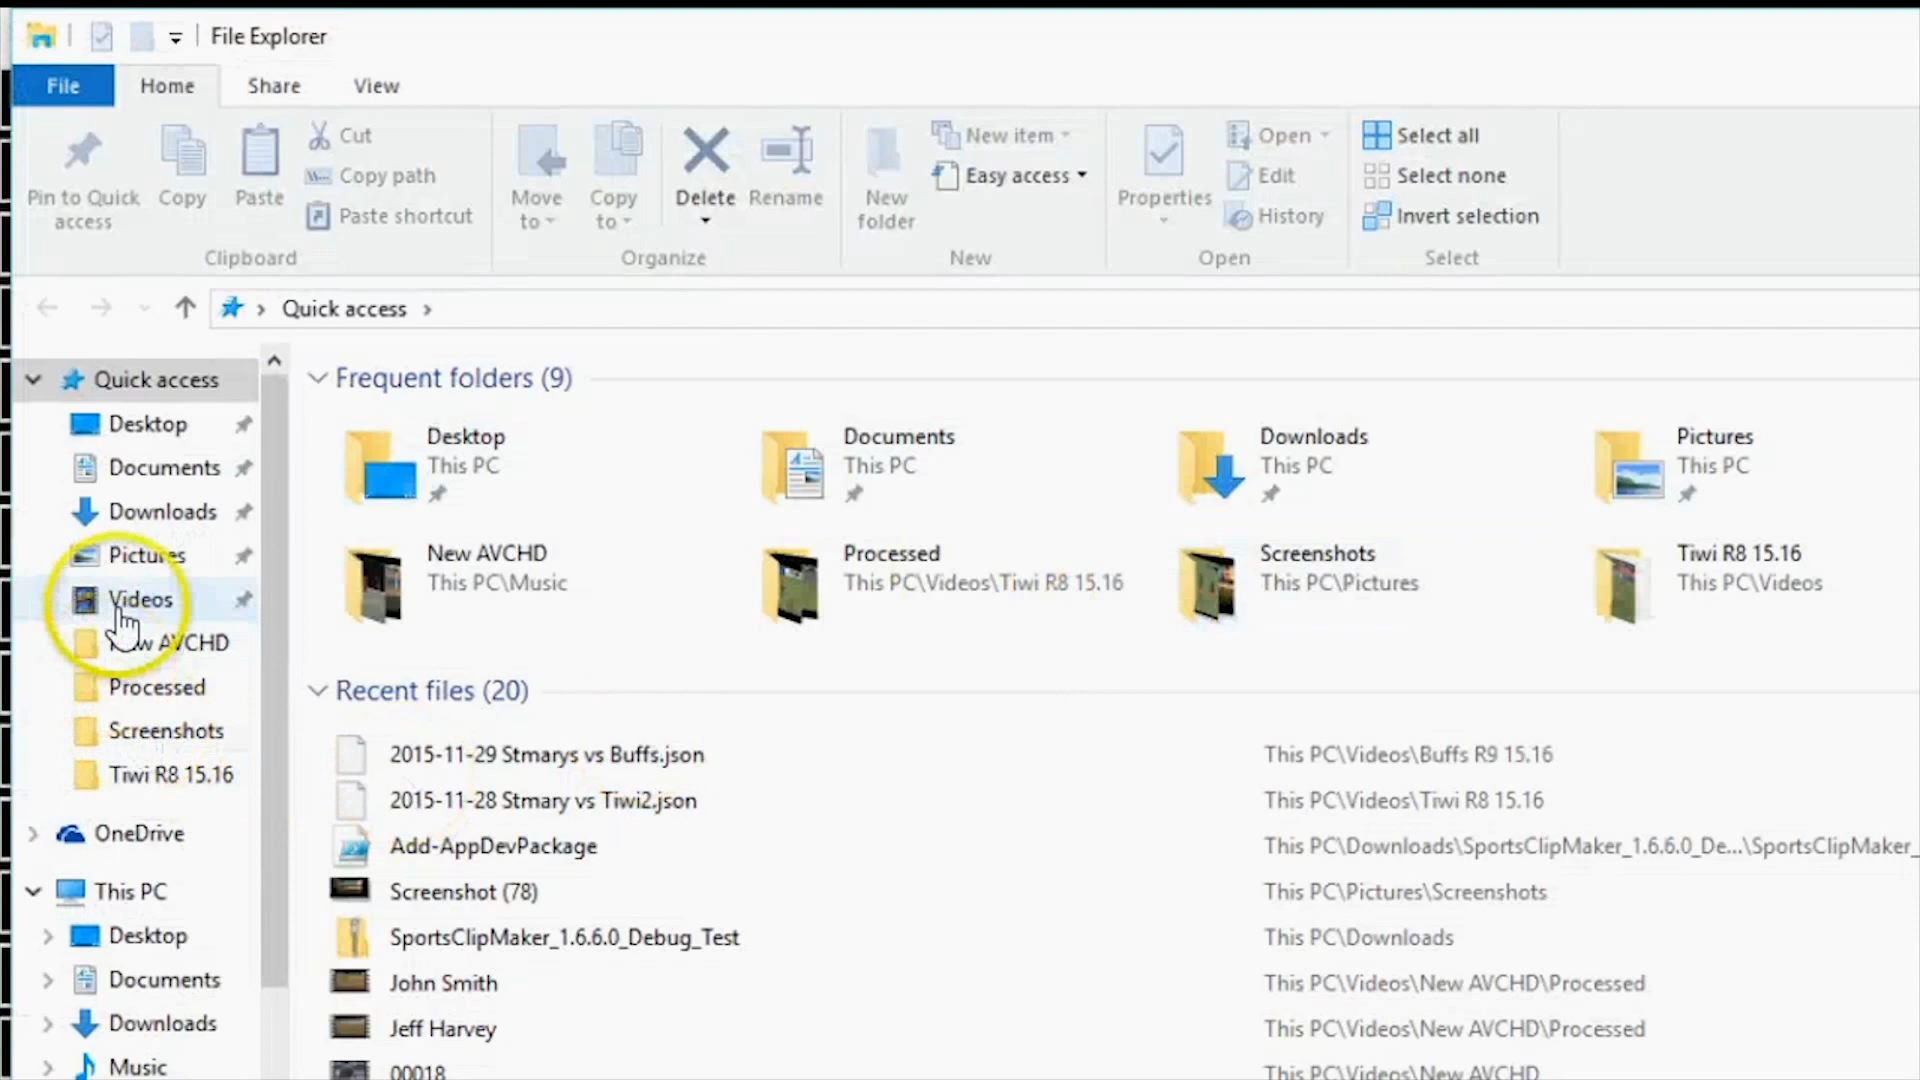 File Explorer
File Home Share View
Pin to Quick access
Copy
Paste
Cut
Copy path
Paste shortcut
Clipboard
Move to
Copy to
Delete
Rename
Organize
New folder
New item
Easy access
New
Properties
Open
Edit
History
Open
Select all
Select none
Invert selection
Select
Quick access
Quick access
Desktop
Documents
Downloads
Pictures
Videos
AVCHD
Processed
Screenshots
Tiwi R8 15.16
OneDrive
This PC
Desktop
Documents
Downloads
Music
Frequent folders (9)
Desktop
This PC
Documents
This PC
Downloads
This PC
Pictures
This PC
New AVCHD
This PC\Music
Processed
This PC\Videos\Tiwi R8 15.16
Screenshots
This PC\Pictures
Tiwi R8 15.16
This PC\Videos
Recent files (20)
2015-11-29 Stmarys vs Buffs.json This PC\Videos\Buffs R9 15.16
2015-11-28 Stmary vs Tiwi2.json This PC\Videos\Tiwi R8 15.16
Add-AppDevPackage This PC\Downloads\SportsClipMaker_1.6.6.0_De...\SportsClipMaker_
Screenshot (78) This PC\Pictures\Screenshots
SportsClipMaker_1.6.6.0_Debug_Test This PC\Downloads
John Smith This PC\Videos\New AVCHD\Processed
Jeff Harvey This PC\Videos\New AVCHD\Processed
00018 This PC\Videos\New AVCHD